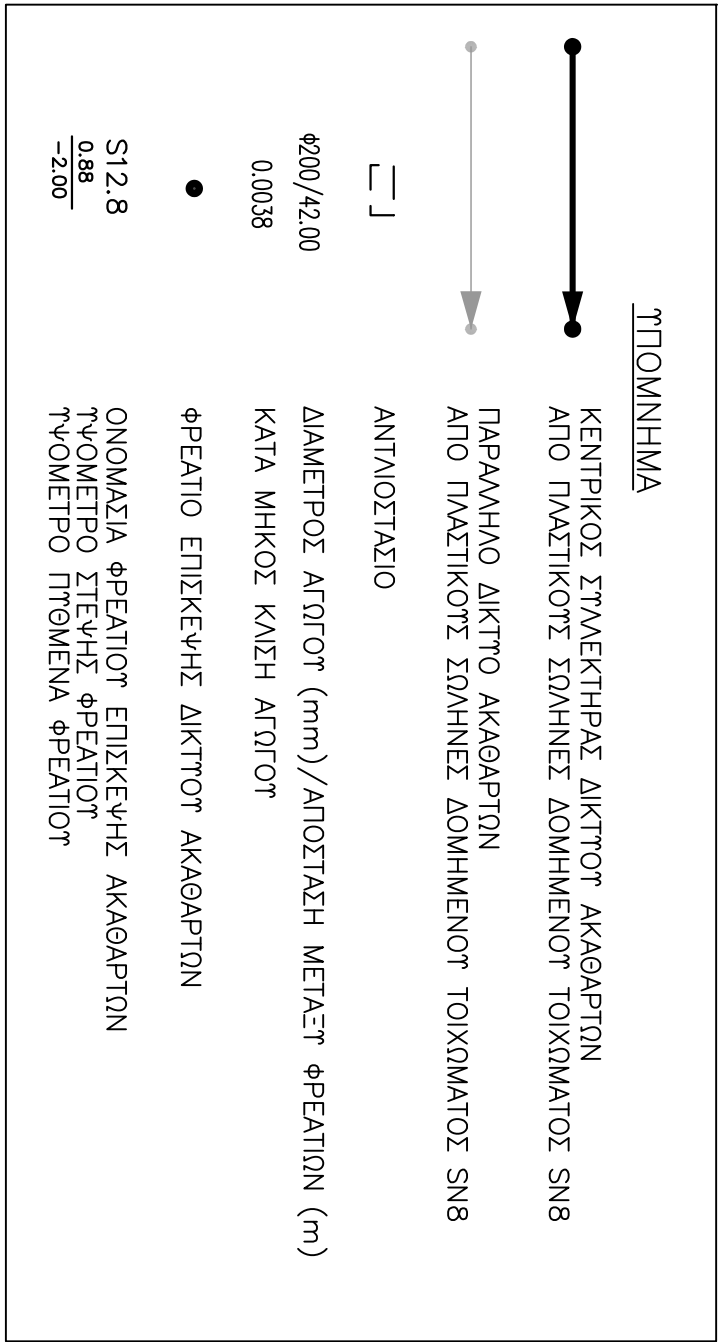 ΥΠΟΜΝΗΜΑ
ΚΕΝΤΡΙΚΟΣ ΣΥΛΛΕΚΤΗΡΑΣ ΔΙΚΤΥΟΥ ΑΚΑΘΑΡΤΩΝ
ΑΠΟ ΠΛΑΣΤΙΚΟΥΣ ΣΩΛΗΝΕΣ ΔΟΜΗΜΕΝΟΥ ΤΟΙΧΩΜΑΤΟΣ SN8
ΠΑΡΑΛΛΗΛΟ ΔΙΚΤΥΟ ΑΚΑΘΑΡΤΩΝ
ΑΠΟ ΠΛΑΣΤΙΚΟΥΣ ΣΩΛΗΝΕΣ ΔΟΜΗΜΕΝΟΥ ΤΟΙΧΩΜΑΤΟΣ SN8
ΑΝΤΛΙΟΣΤΑΣΙΟ
Φ200/42.00 ΔΙΑΜΕΤΡΟΣ ΑΓΩΓΟΥ (mm)/ΑΠΟΣΤΑΣΗ ΜΕΤΑΞΥ ΦΡΕΑΤΙΩΝ (m)
0.0038 ΚΑΤΑ ΜΗΚΟΣ ΚΛΙΣΗ ΑΓΩΓΟΥ
ΦΡΕΑΤΙΟ ΕΠΙΣΚΕΨΗΣ ΔΙΚΤΥΟΥ ΑΚΑΘΑΡΤΩΝ
S12.8 ΟΝΟΜΑΣΙΑ ΦΡΕΑΤΙΟΥ ΕΠΙΣΚΕΨΗΣ ΑΚΑΘΑΡΤΩΝ
0.88 ΥΨΟΜΕΤΡΟ ΣΤΕΨΗΣ ΦΡΕΑΤΙΟΥ
-2.00 ΥΨΟΜΕΤΡΟ ΠΥΘΜΕΝΑ ΦΡΕΑΤΙΟΥ